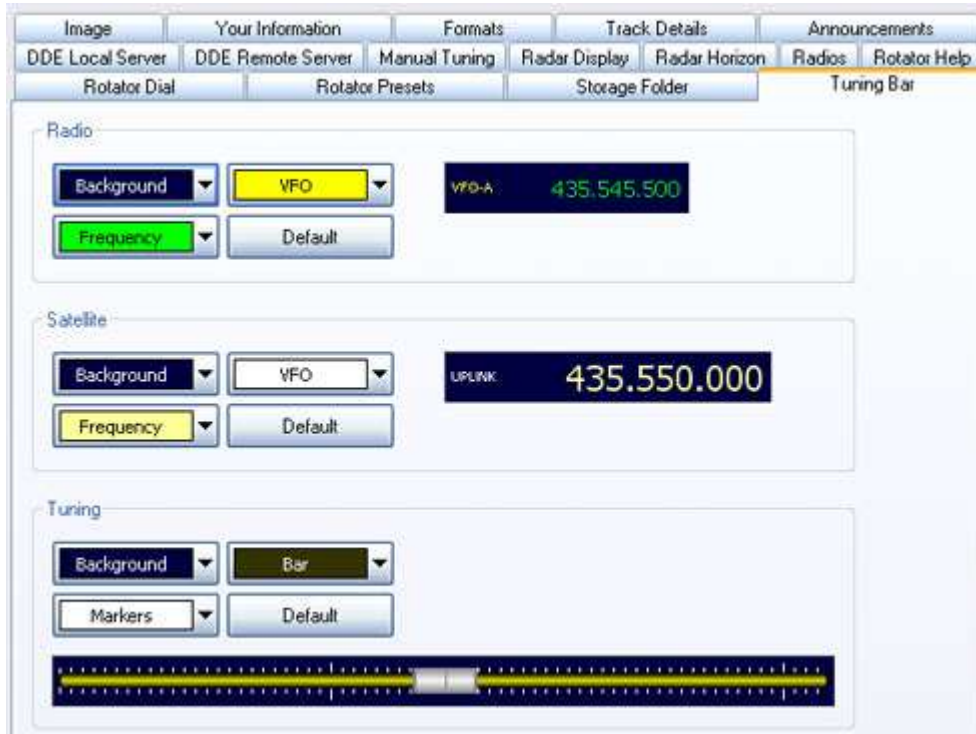 Image Your Information Formats Track Details Announcements
DDE Local Server DDE Remote Server Manual Tuning Radar Display Radar Horizon Radios Rotator Help
Rotator Dial Rotator Presets Storage Folder Tuning Bar
Radio
Background VFO VFO-A 435.545.500
Frequency Default
Satellite
Background VFO UPLINK 435.550.000
Frequency Default
Tuning
Background Bar
Markers Default